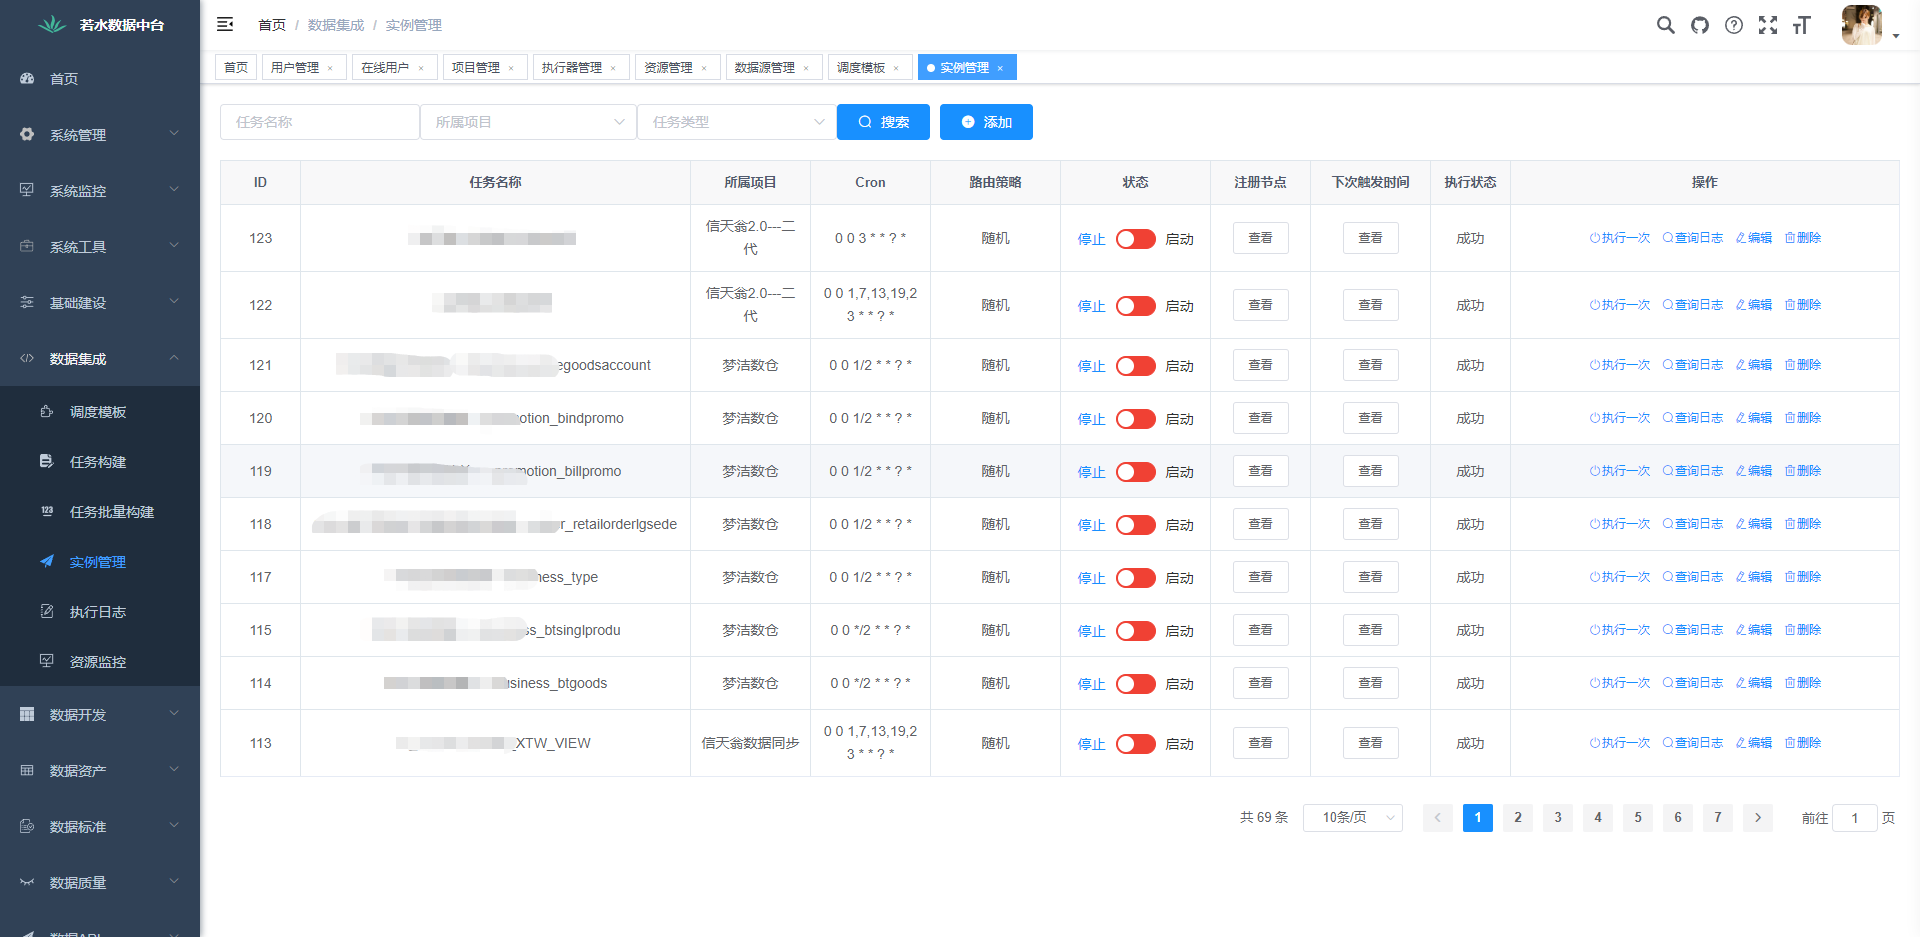 若水数据中台
首页
系统管理
系统监控
系统工具
基础建设
数据集成
调度模板
任务构建
任务批量构建
实例管理
执行日志
资源监控
数据开发
数据资产
数据标准
数据质量
数据API
首页 / 数据集成 / 实例管理
首页 用户管理 × 在线用户 × 项目管理 × 执行器管理 × 资源管理 × 数据源管理 × 调度模板 × 实例管理 ×
任务名称 所属项目 任务类型 搜索 添加
ID 任务名称 所属项目 Cron 路由策略 状态 注册节点 下次触发时间 执行状态 操作
123 信天翁2.0---二代 0 0 3 * * ? * 随机 停止 启动 查看 查看 成功 执行一次 查询日志 编辑 删除
122 信天翁2.0---二代 0 0 1,7,13,19,23 * * ? * 随机 停止 启动 查看 查看 成功 执行一次 查询日志 编辑 删除
121 egoodsaccount 梦洁数仓 0 0 1/2 * * ? * 随机 停止 启动 查看 查看 成功 执行一次 查询日志 编辑 删除
120 otion_bindpromo 梦洁数仓 0 0 1/2 * * ? * 随机 停止 启动 查看 查看 成功 执行一次 查询日志 编辑 删除
119 motion_billpromo 梦洁数仓 0 0 1/2 * * ? * 随机 停止 启动 查看 查看 成功 执行一次 查询日志 编辑 删除
118 r_retailorderlgsede 梦洁数仓 0 0 1/2 * * ? * 随机 停止 启动 查看 查看 成功 执行一次 查询日志 编辑 删除
117 ness_type 梦洁数仓 0 0 1/2 * * ? * 随机 停止 启动 查看 查看 成功 执行一次 查询日志 编辑 删除
115 ss_btsinglprodu 梦洁数仓 0 0 */2 * * ? * 随机 停止 启动 查看 查看 成功 执行一次 查询日志 编辑 删除
114 usiness_btgoods 梦洁数仓 0 0 */2 * * ? * 随机 停止 启动 查看 查看 成功 执行一次 查询日志 编辑 删除
113 _XTW_VIEW 信天翁数据同步 0 0 1,7,13,19,23 * * ? * 随机 停止 启动 查看 查看 成功 执行一次 查询日志 编辑 删除
共 69 条 10条/页 1 2 3 4 5 6 7 前往 1 页